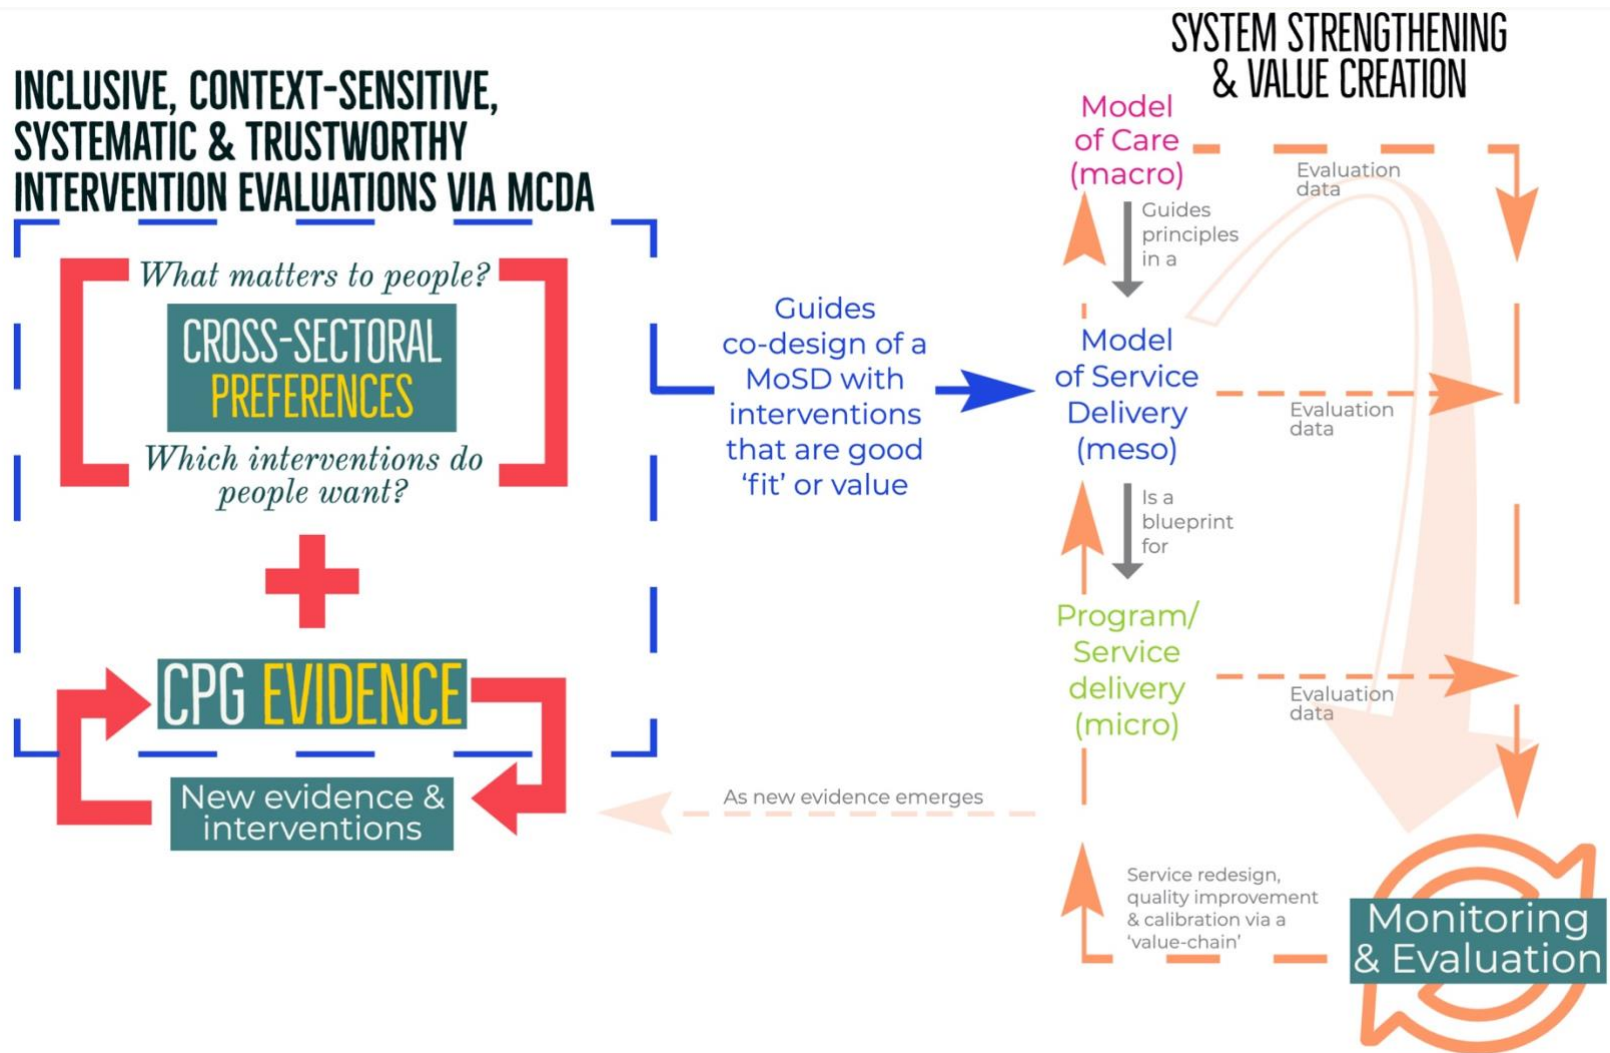 INCLUSIVE, CONTEXT-SENSITIVE,
SYSTEMATIC & TRUSTWORTHY
INTERVENTION EVALUATIONS VIA MCDA
What matters to people?
CROSS-SECTORAL
PREFERENCES
Which interventions do
people want?
CPG EVIDENCE
New evidence &
interventions
Guides
co-design of a
MoSD with
interventions
that are good
‘fit’ or value
As new evidence emerges
SYSTEM STRENGTHENING
& VALUE CREATION
Model
of Care
(macro)
Evaluation
data
Guides
principles
in a
Model
of Service
Delivery
(meso)
Evaluation
data
Is a
blueprint
for
Program/
Service
delivery
(micro)
Evaluation
data
Service redesign,
quality improvement
& calibration via a
‘value-chain’
Monitoring
& Evaluation